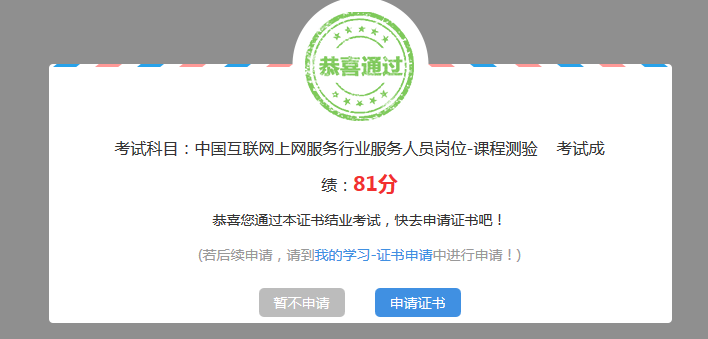 恭喜通过
考试科目：中国互联网上网服务行业服务人员岗位-课程测验 考试成
绩：81分
恭喜您通过本证书结业考试，快去申请证书吧！
(若后续申请，请到我的学习-证书申请中进行申请！)
暂不申请 申请证书